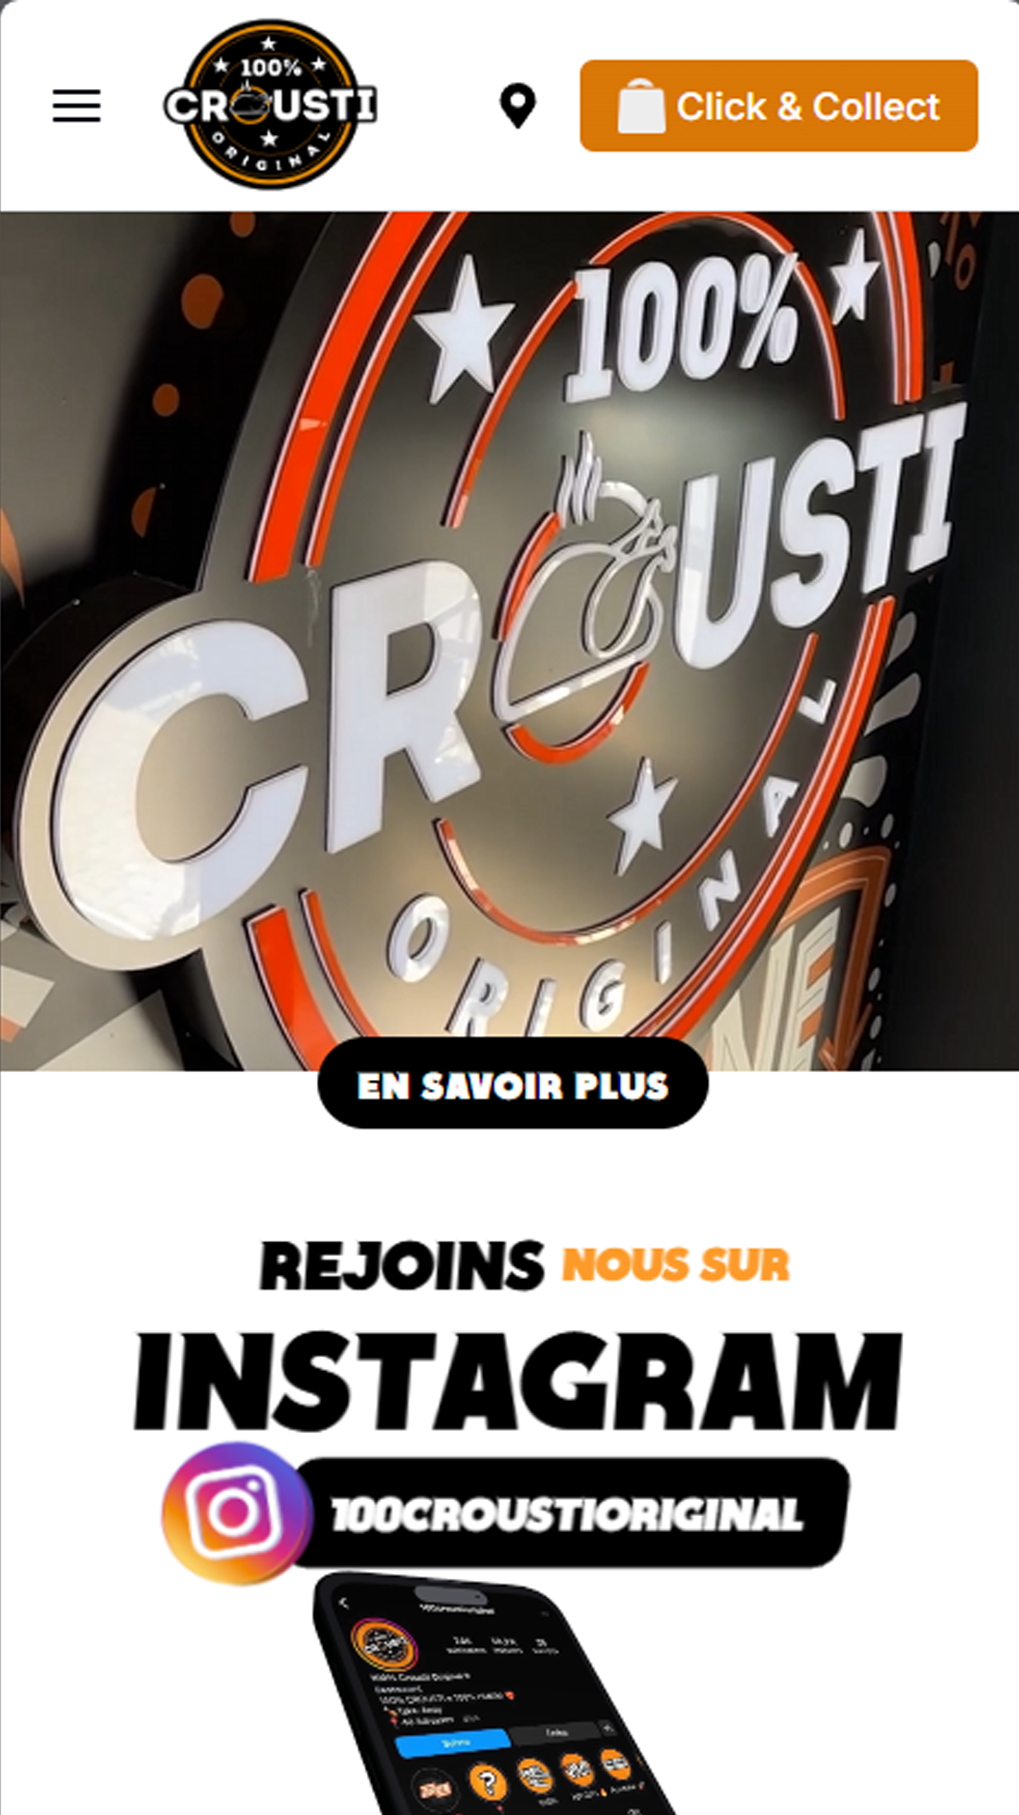 100%
CROUSTI
ORIGINAL
Click & Collect
100%
CROUSTI
ORIGINAL
EN SAVOIR PLUS
REJOINS NOUS SUR
INSTAGRAM
100CROUSTIORIGINAL